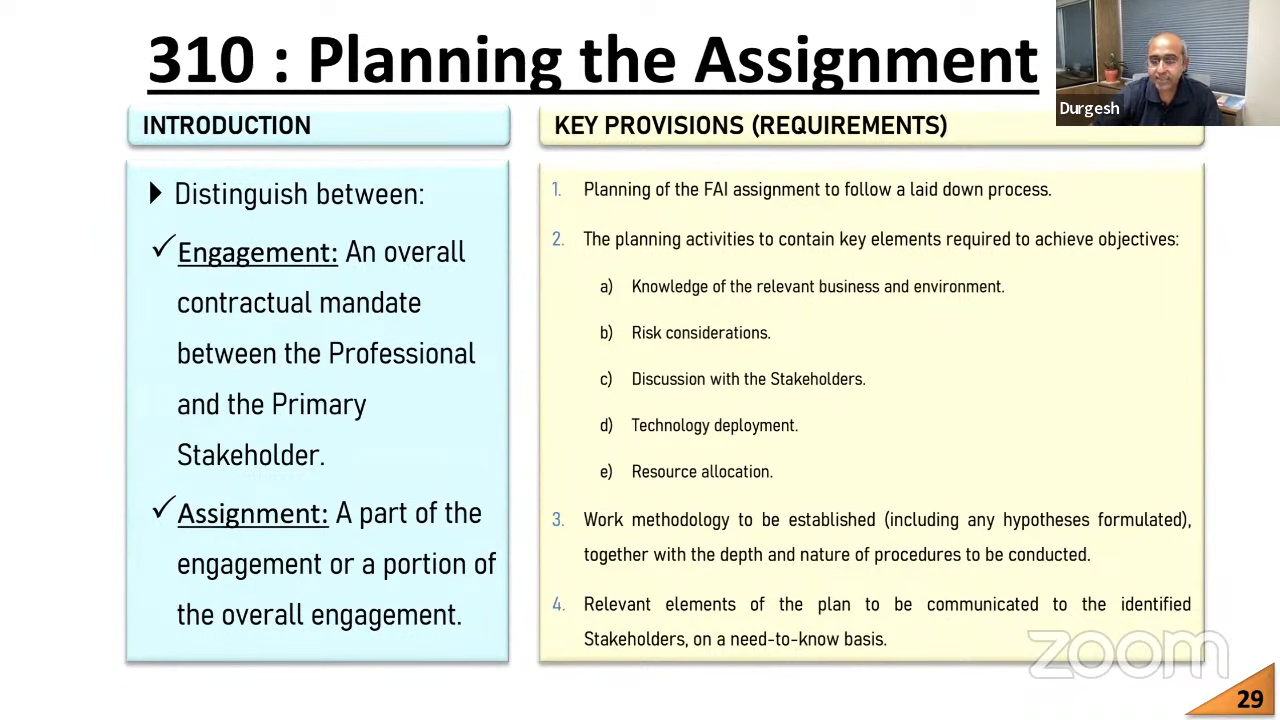 310 : Planning the Assignment
Durgesh
INTRODUCTION
Distinguish between:
Engagement: An overall
contractual mandate
between the Professional
and the Primary
Stakeholder.
Assignment: A part of the
engagement or a portion of
the overall engagement.
KEY PROVISIONS (REQUIREMENTS)
1. Planning of the FAI assignment to follow a laid down process.
2. The planning activities to contain key elements required to achieve objectives:
a) Knowledge of the relevant business and environment.
b) Risk considerations.
c) Discussion with the Stakeholders.
d) Technology deployment.
e) Resource allocation.
3. Work methodology to be established (including any hypotheses formulated),
together with the depth and nature of procedures to be conducted.
4. Relevant elements of the plan to be communicated to the identified
Stakeholders, on a need-to-know basis.
zoom
29